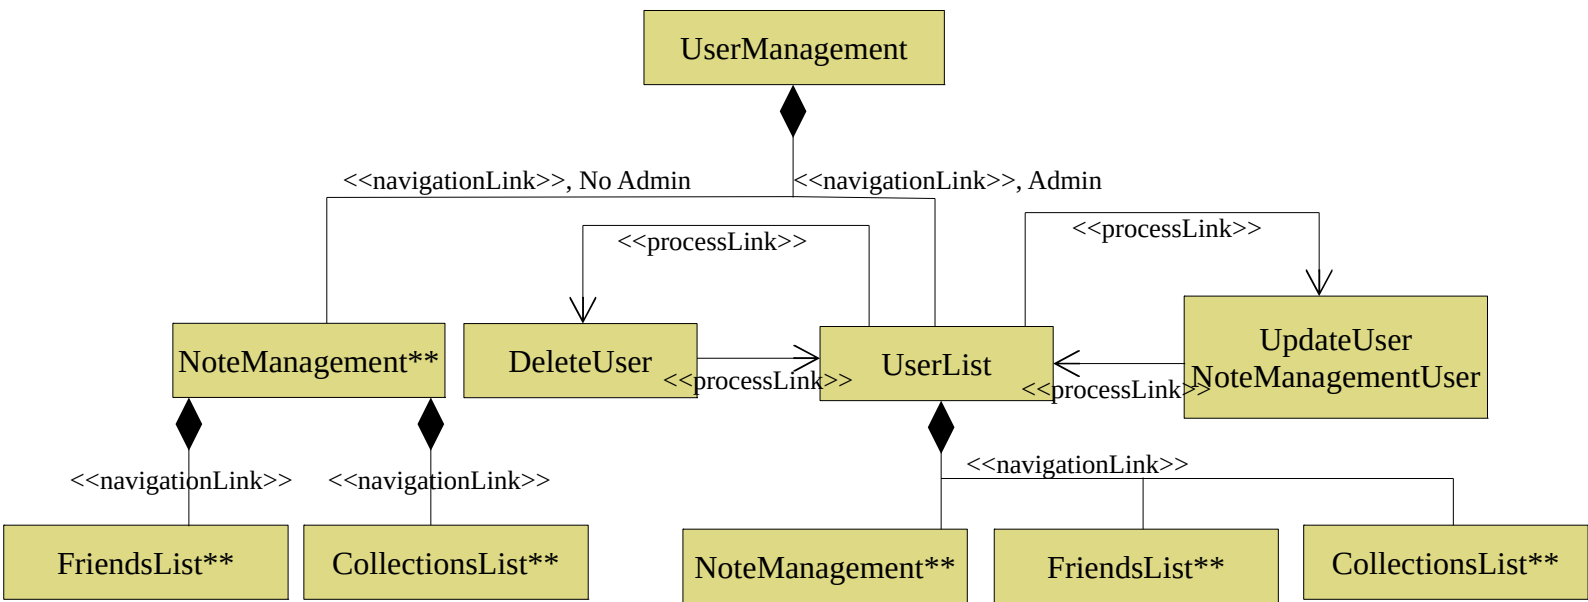 UserManagement
<<navigationLink>>, No Admin
<<navigationLink>>, Admin
<<processLink>>
<<processLink>>
NoteManagement**
DeleteUser
<<processLink>>
UserList
<<processLink>>
UpdateUser
NoteManagementUser
<<navigationLink>>
<<navigationLink>>
<<navigationLink>>
FriendsList**
CollectionsList**
NoteManagement**
FriendsList**
CollectionsList**